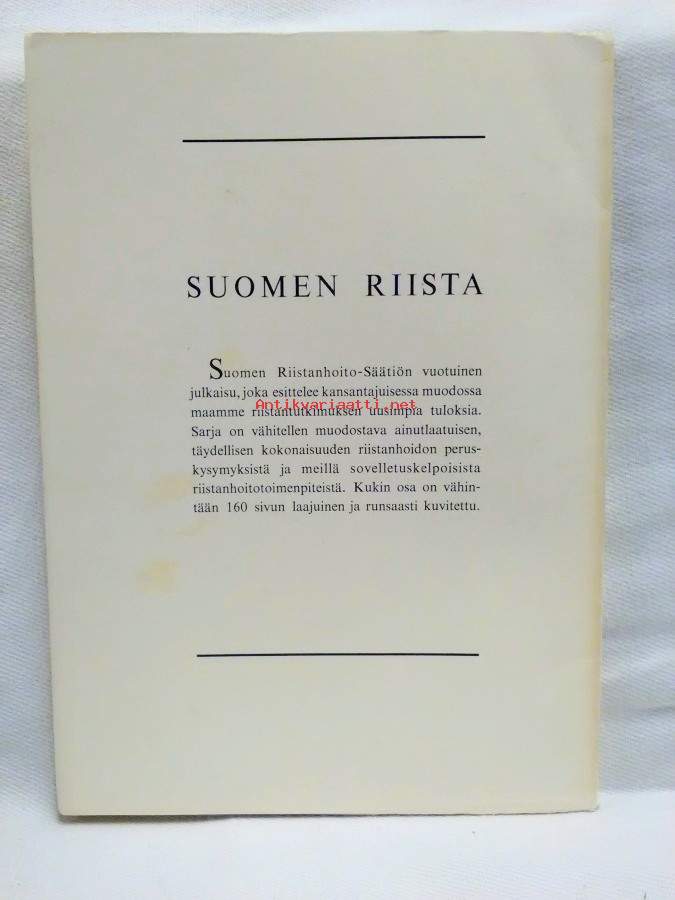 SUOMEN RIISTA
Suomen Riistanhoito-Säätiön vuotuinen
julkaisu, joka esittelee kansantajuisessa muodossa
Antikvariaatti.net
maamme riistantutkimuksen uusimpia tuloksia.
Sarja on vähitellen muodostava ainutlaatuisen,
täydellisen kokonaisuuden riistanhoidon perus-
kysymyksistä ja meillä sovelletuskelpoisista
riistanhoitotoimenpiteistä. Kukin osa on vähin-
tään 160 sivun laajuinen ja runsaasti kuvitettu.